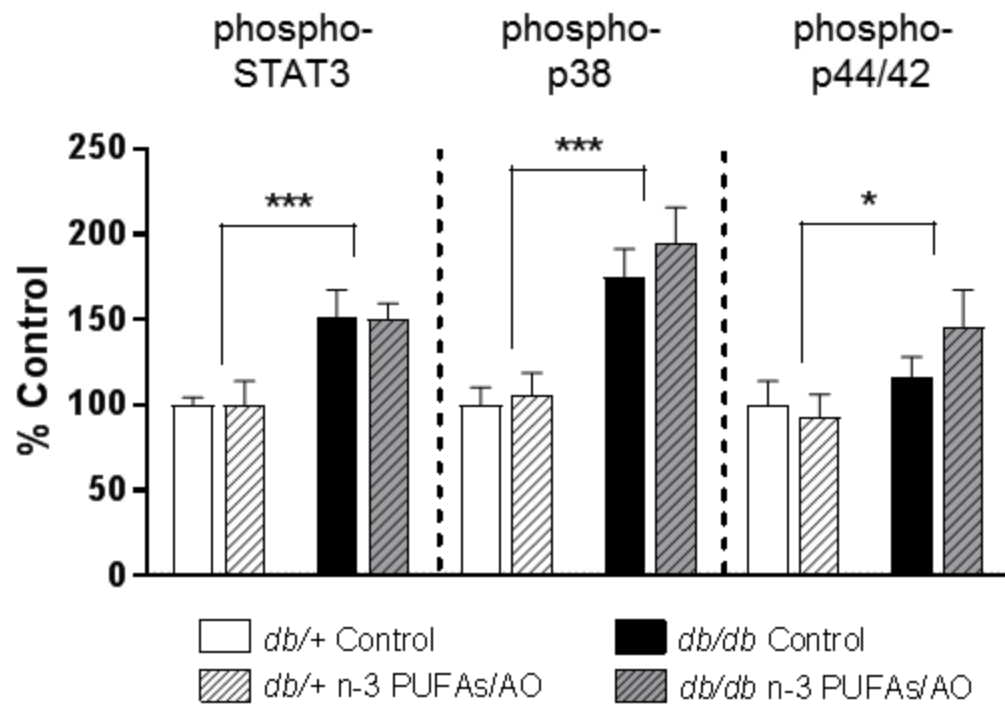 phospho-
STAT3
phospho-
p38
phospho-
p44/42
% Control
250
200
150
100
50
0
***
***
*
db/+ Control
db/db Control
db/+ n-3 PUFAs/AO
db/db n-3 PUFAs/AO